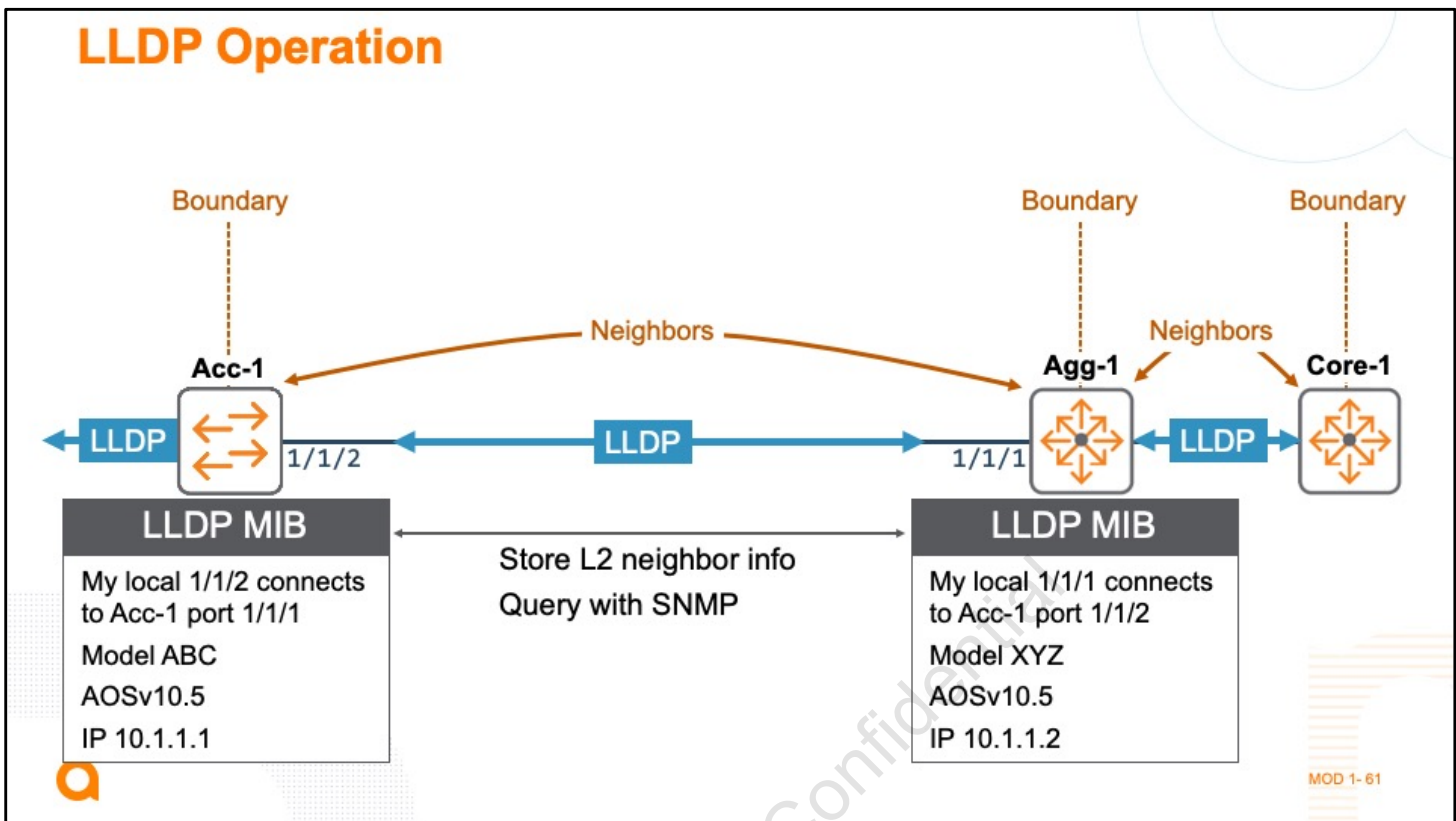 LLDP Operation
Boundary
Boundary
Boundary
Neighbors
Neighbors
Acc-1
Agg-1
Core-1
LLDP
1/1/2
LLDP
1/1/1
LLDP
LLDP MIB
My local 1/1/2 connects
to Acc-1 port 1/1/1
Model ABC
AOSv10.5
IP 10.1.1.1
Store L2 neighbor info
Query with SNMP
LLDP MIB
My local 1/1/1 connects
to Acc-1 port 1/1/2
Model XYZ
AOSv10.5
IP 10.1.1.2
Confidential
MOD 1- 61